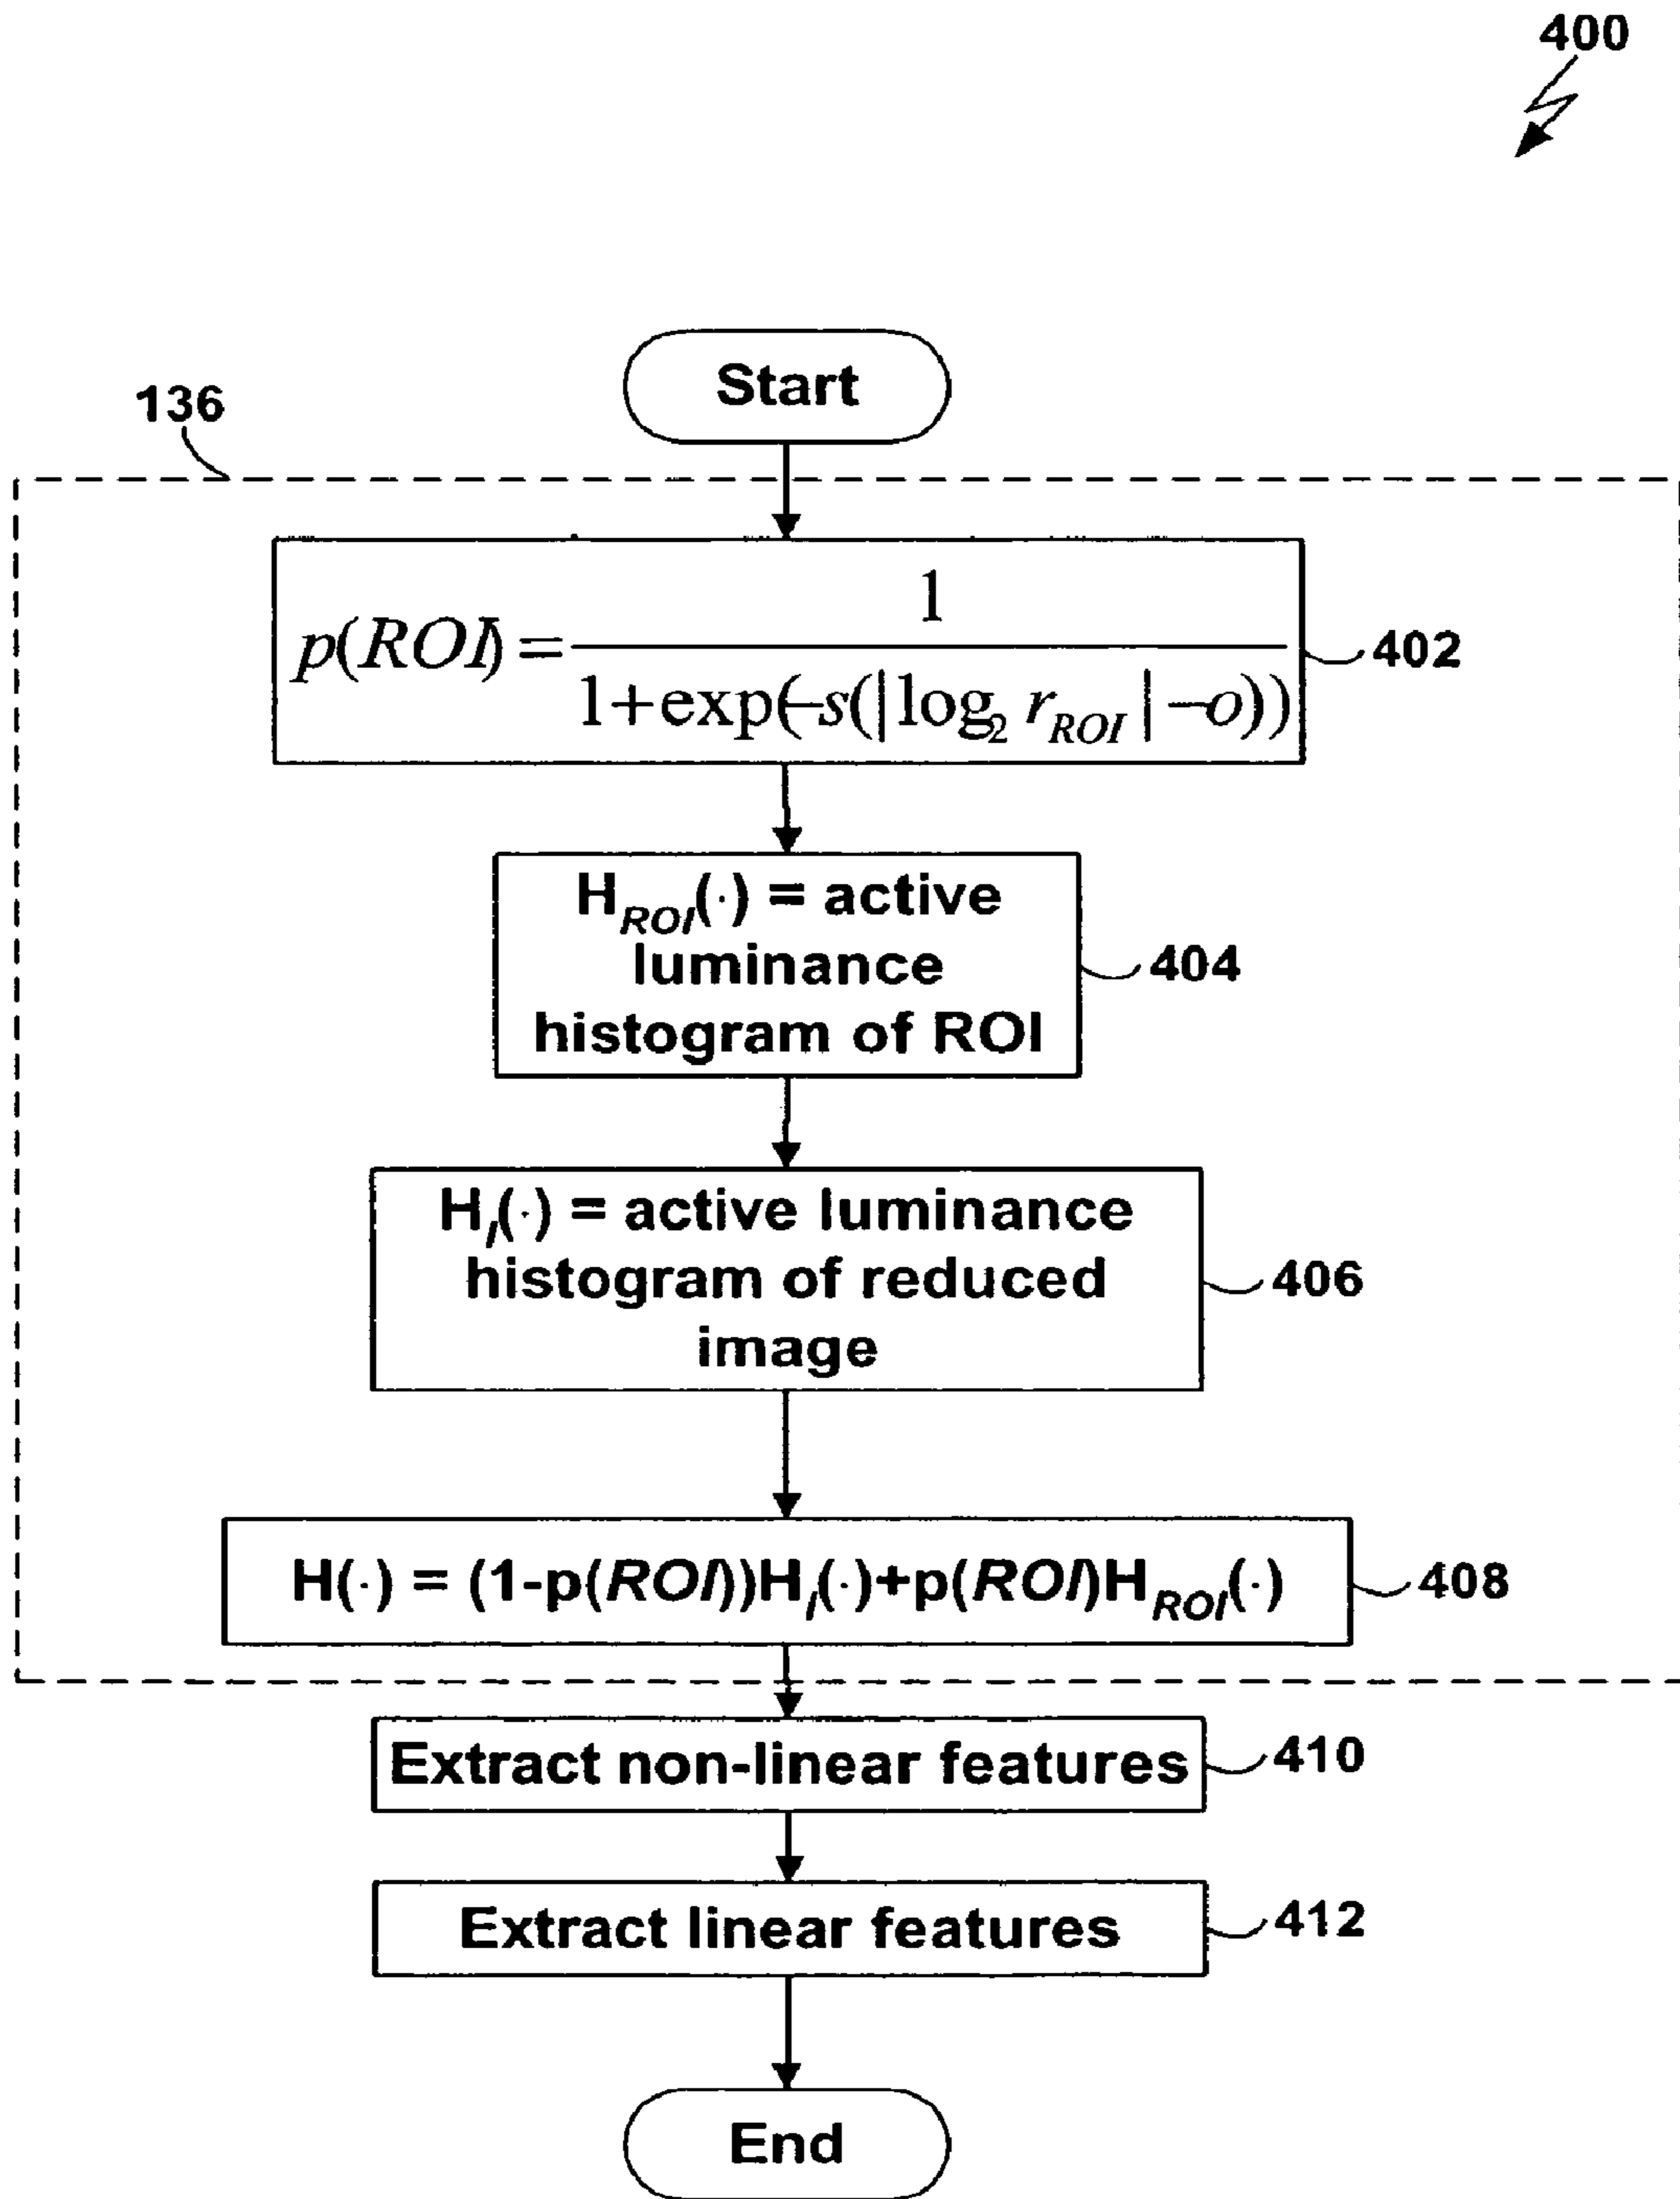 400
Start
136
p(ROI) = 1 / 1+exp(-s(|log₂ r_ROI| -o))
402
H_ROI(·) = active
luminance
histogram of ROI
404
H_I(·) = active luminance
histogram of reduced
image
406
H(·) = (1-p(ROI))H_I(·)+p(ROI)H_ROI(·)
408
Extract non-linear features
410
Extract linear features
412
End